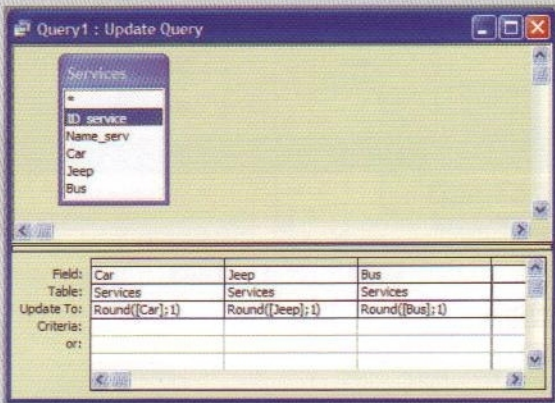 Query1 : Update Query
Services
*
ID_service
Name_serv
Car
Jeep
Bus
Field: Car Jeep Bus
Table: Services Services Services
Update To: Round([Car];1) Round([Jeep];1) Round([Bus];1)
Criteria:
or: